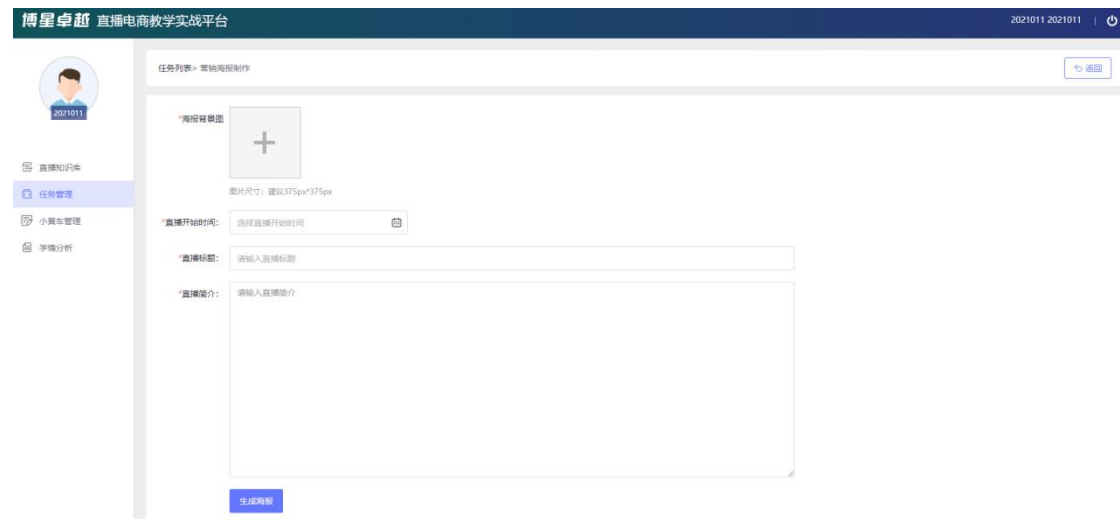 博星卓越 直播电商教学实战平台
2021011 2021011 |
2021011
任务列表> 营销海报制作
返回
直播知识库
任务管理
小黄车管理
学情分析
*海报背景图
图片尺寸：建议375px*375px
*直播开始时间： 选择直播开始时间
*直播标题： 请输入直播标题
*直播简介： 请输入直播简介
生成海报